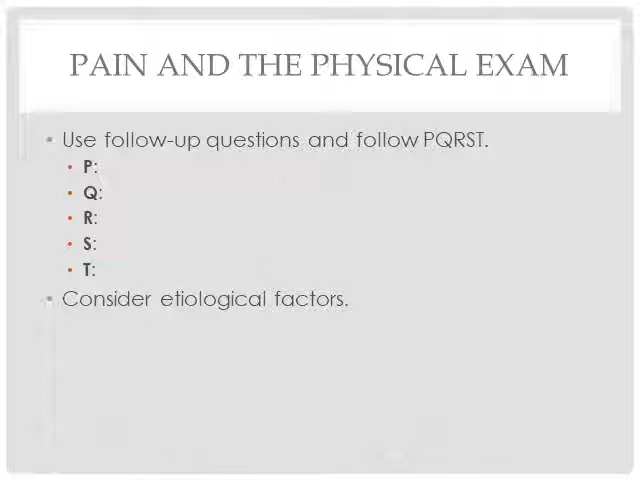 PAIN AND THE PHYSICAL EXAM
• Use follow-up questions and follow PQRST.
• P:
• Q:
• R:
• S:
• T:
• Consider etiological factors.